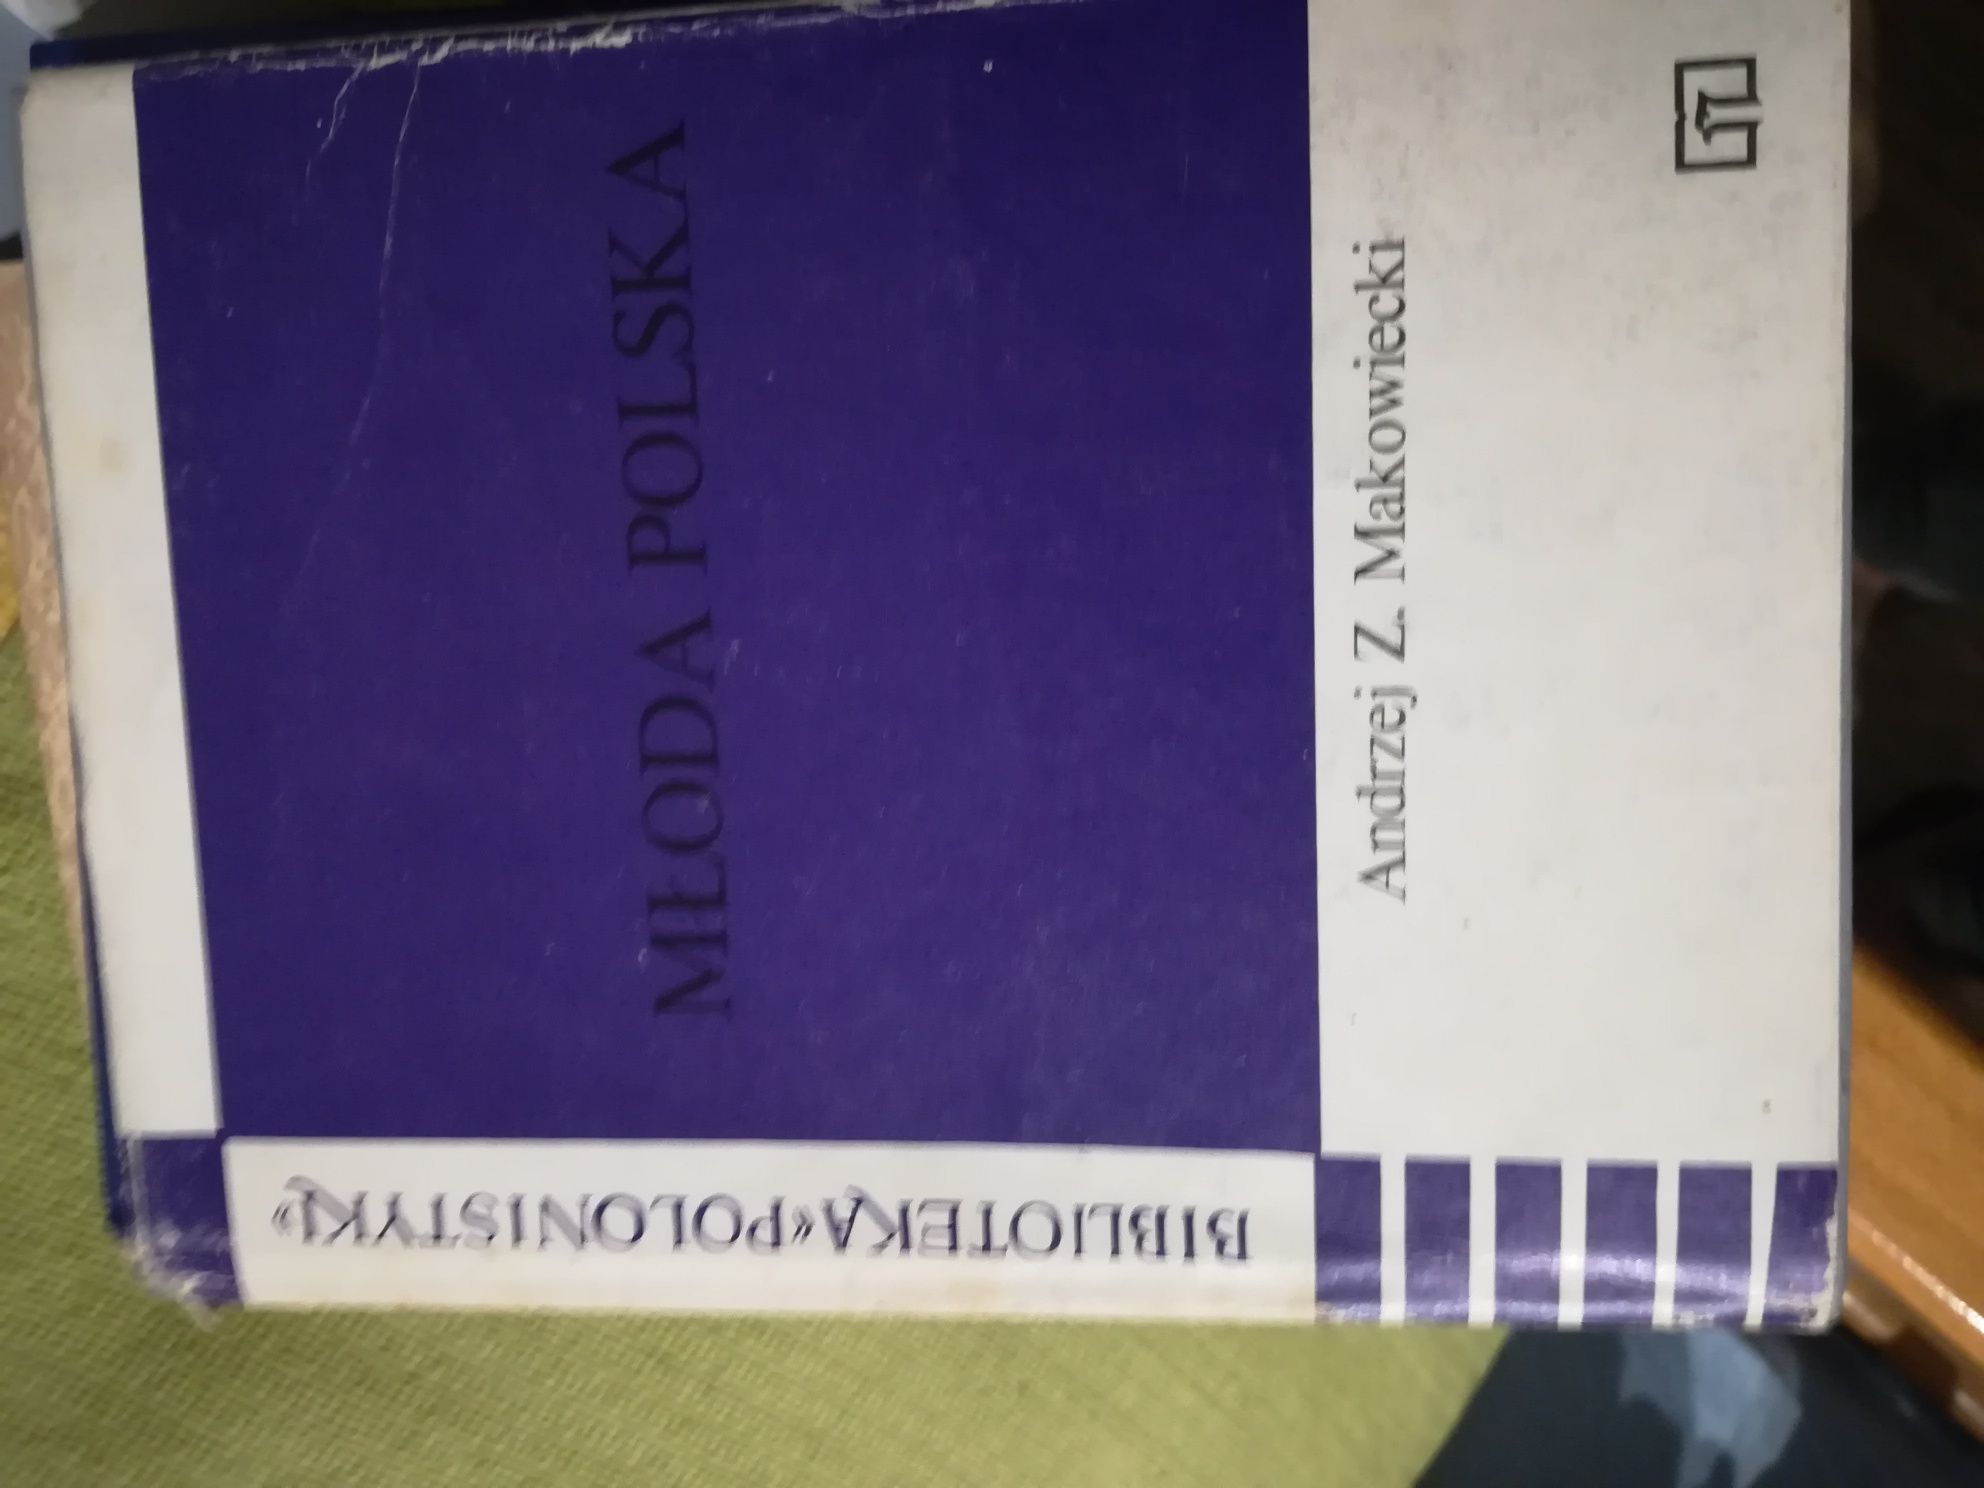 MŁODA POLSKA
Andrzej Z. Makowiecki
BIBLIOTEKA «POLONISTYKI»